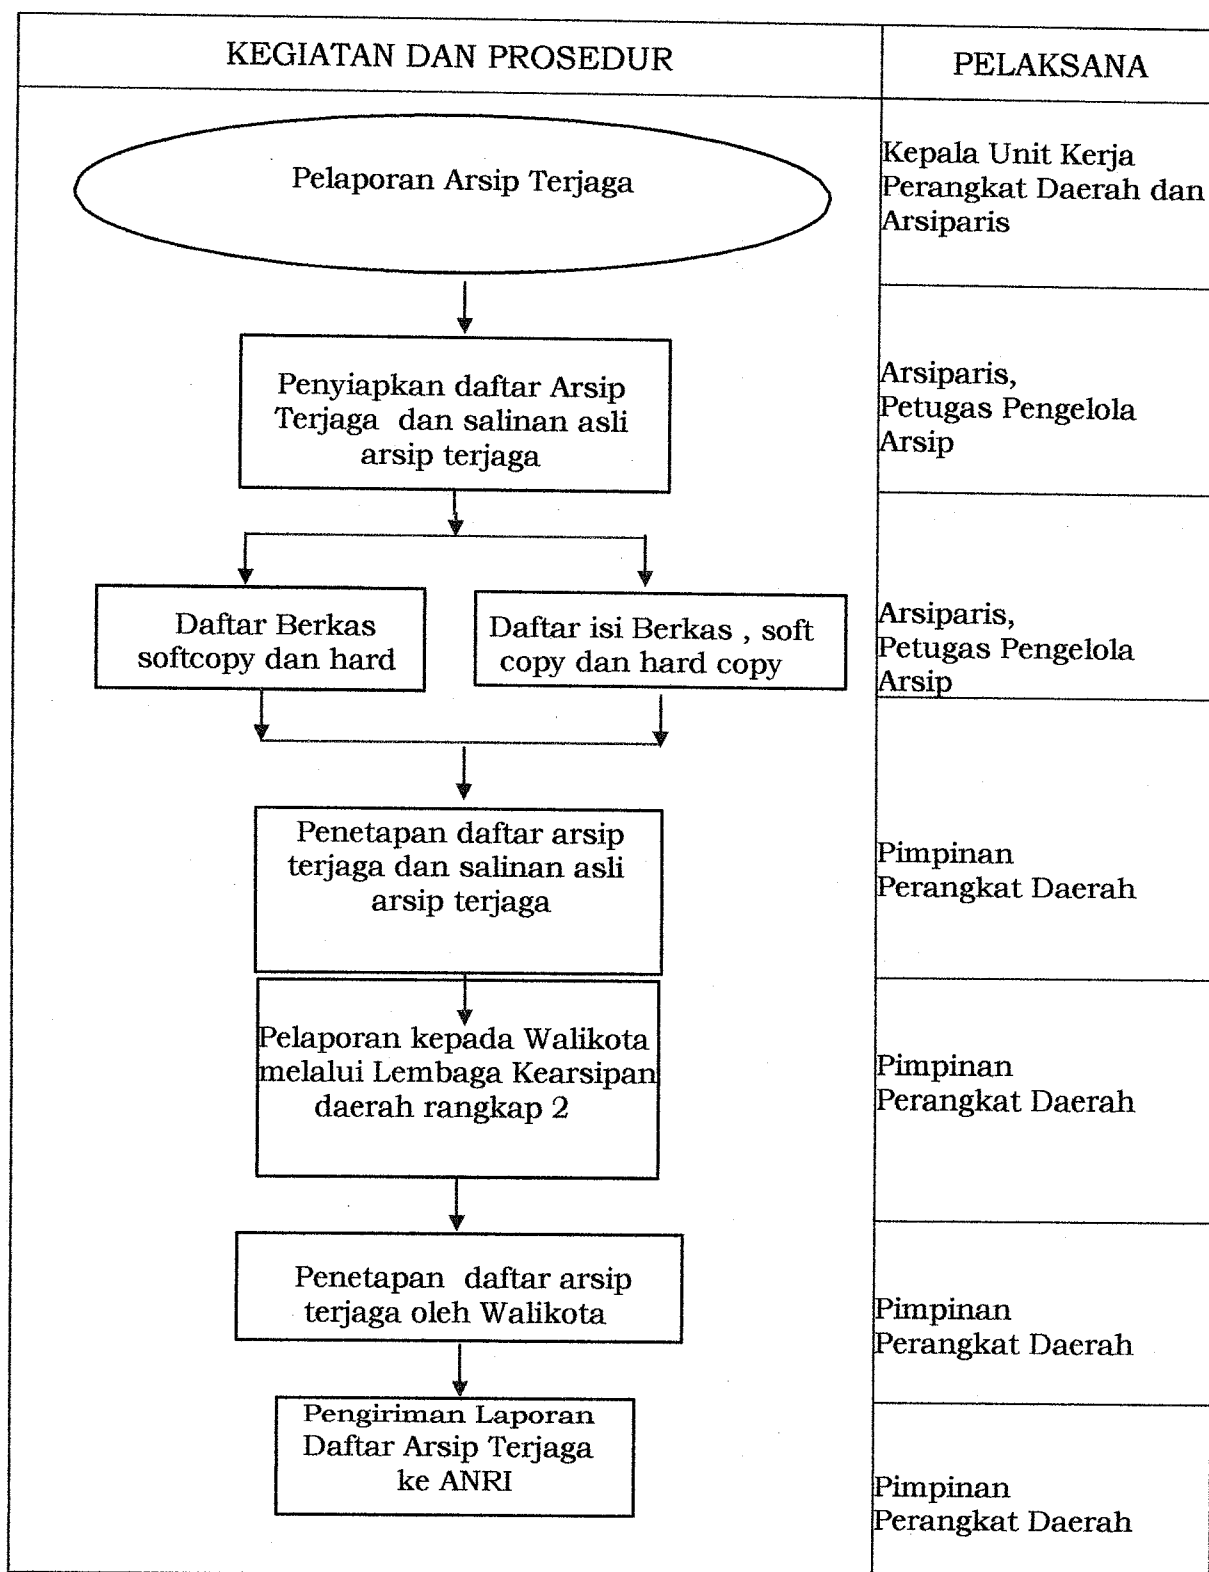 KEGIATAN DAN PROSEDUR
PELAKSANA
Pelaporan Arsip Terjaga
Kepala Unit Kerja
Perangkat Daerah dan
Arsiparis
Penyiapkan daftar Arsip
Terjaga dan salinan asli
arsip terjaga
Arsiparis,
Petugas Pengelola
Arsip
Daftar Berkas
softcopy dan hard
Daftar isi Berkas , soft
copy dan hard copy
Arsiparis,
Petugas Pengelola
Arsip
Penetapan daftar arsip
terjaga dan salinan asli
arsip terjaga
Pimpinan
Perangkat Daerah
Pelaporan kepada Walikota
melalui Lembaga Kearsipan
daerah rangkap 2
Pimpinan
Perangkat Daerah
Penetapan daftar arsip
terjaga oleh Walikota
Pimpinan
Perangkat Daerah
Pengiriman Laporan
Daftar Arsip Terjaga
ke ANRI
Pimpinan
Perangkat Daerah